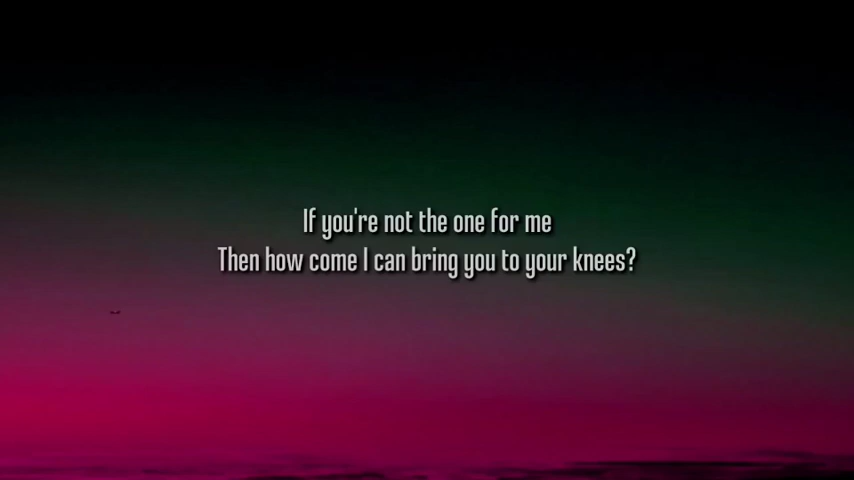 If you're not the one for me
Then how come I can bring you to your knees?